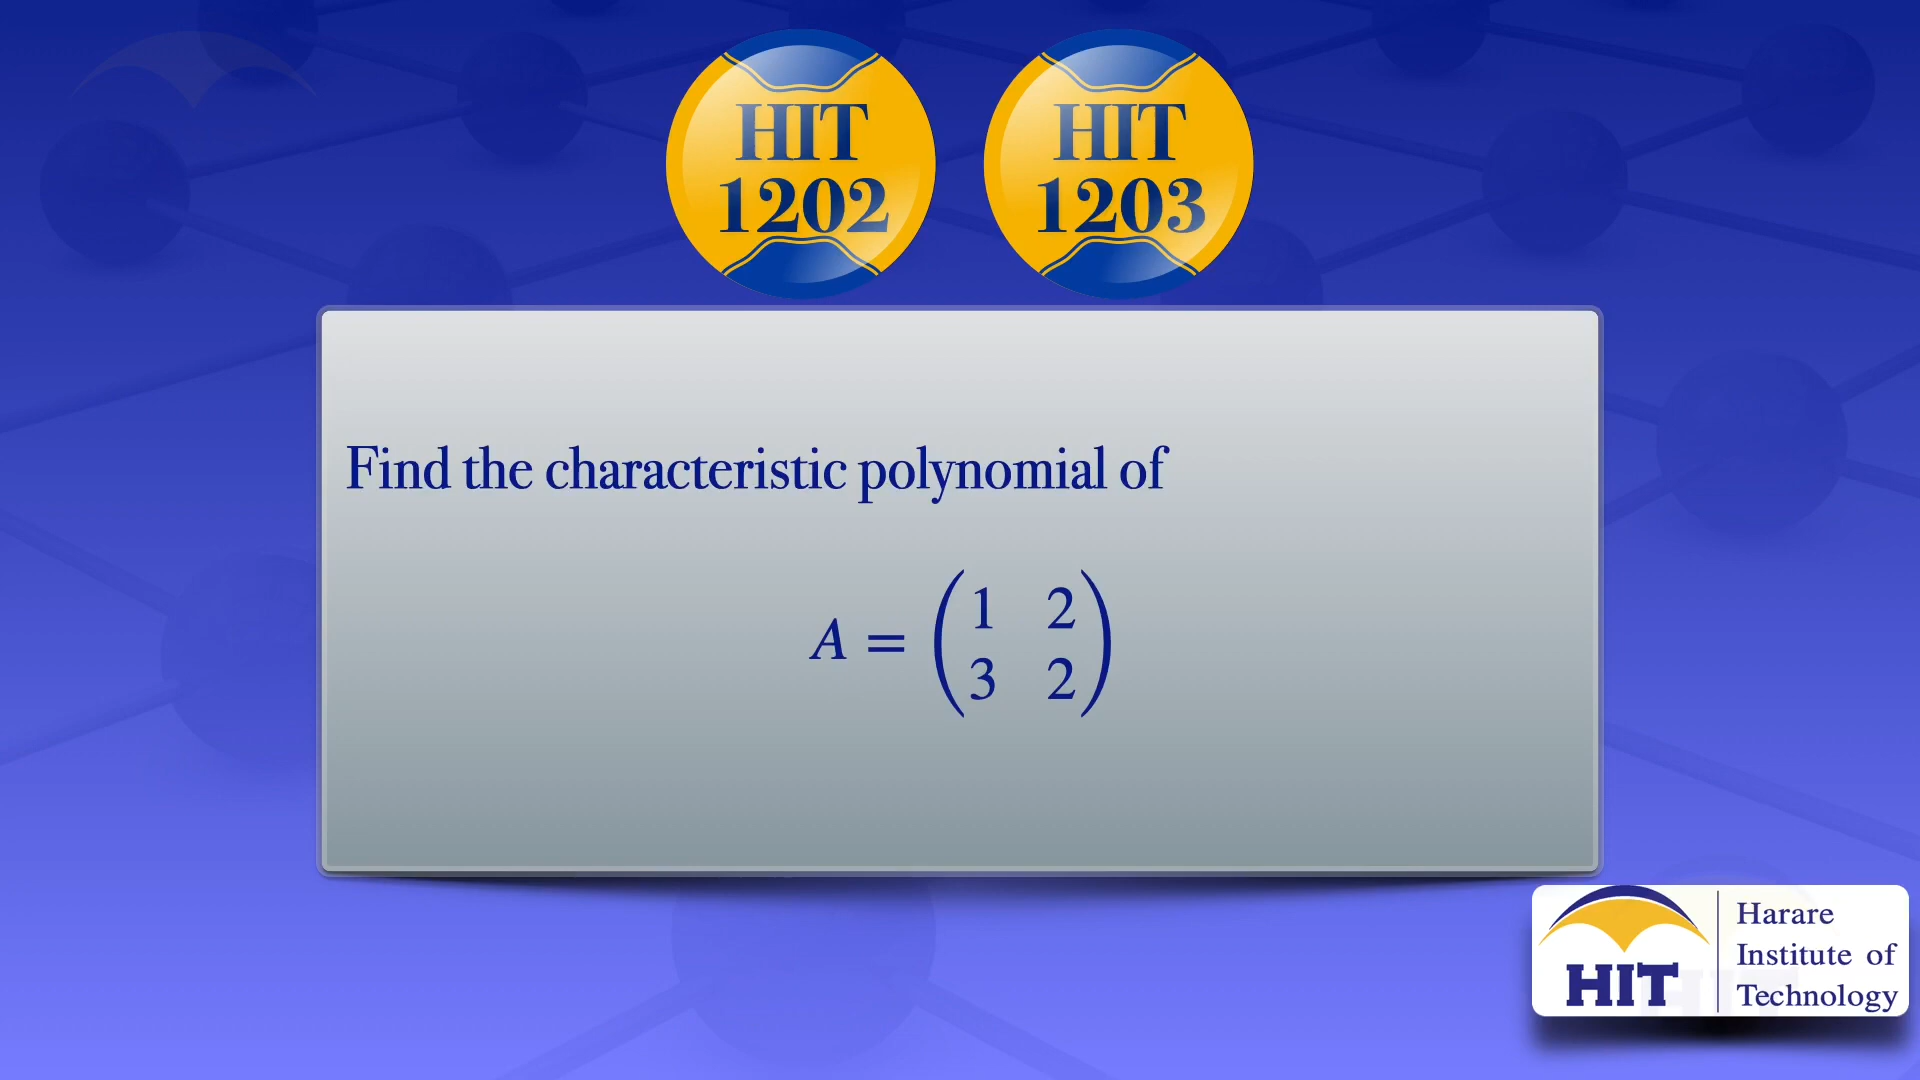 HIT
1202
HIT
1203
Find the characteristic polynomial of
A = (1 2
3 2)
HIT
Harare
Institute of
Technology